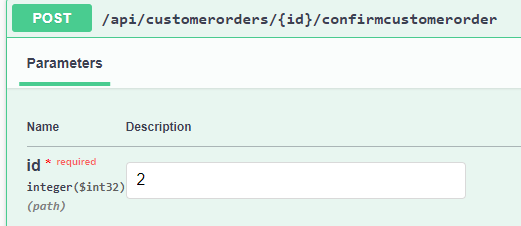 POST /api/customerorders/{id}/confirmcustomerorder
Parameters
Name Description
id * required
integer($int32) 2
(path)